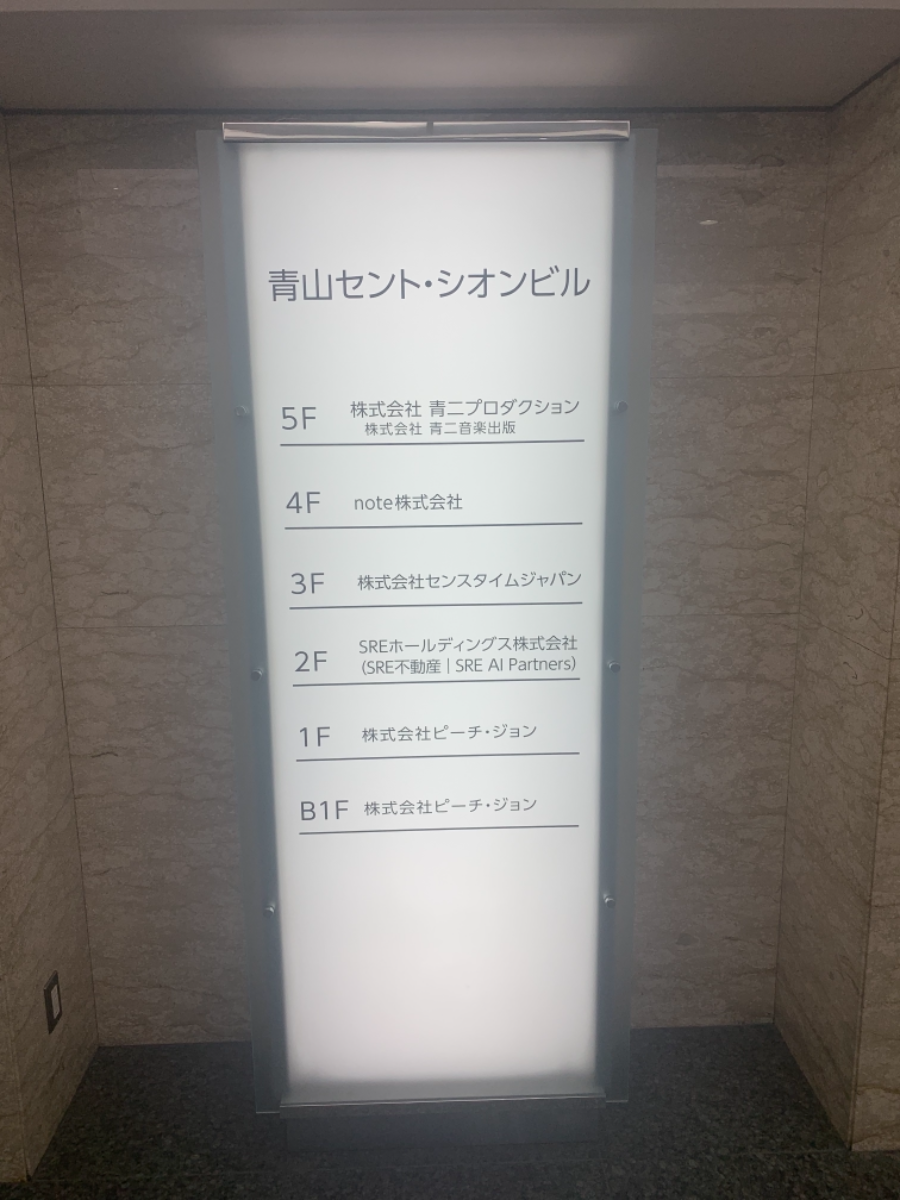 青山セント・シオンビル
5F 株式会社 青二プロダクション
株式会社 青二音楽出版
4F note株式会社
3F 株式会社センスタイムジャパン
2F SREホールディングス株式会社
(SRE不動産 | SRE AI Partners)
1F 株式会社ピーチ・ジョン
B1F 株式会社ピーチ・ジョン